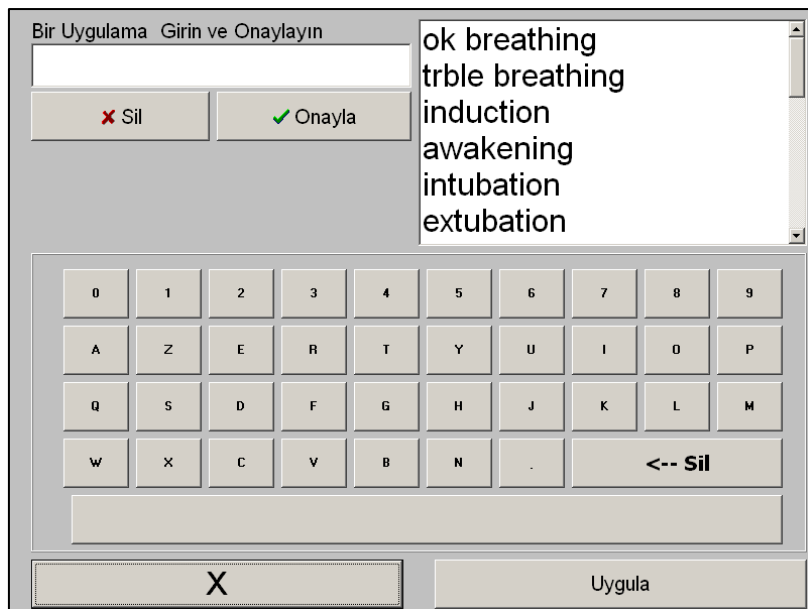 Bir Uygulama Girin ve Onaylayın
Sil Onayla
ok breathing
trble breathing
induction
awakening
intubation
extubation
0 1 2 3 4 5 6 7 8 9
A Z E R T Y U I O P
Q S D F G H J K L M
W X C V B N . <-- Sil
X Uygula